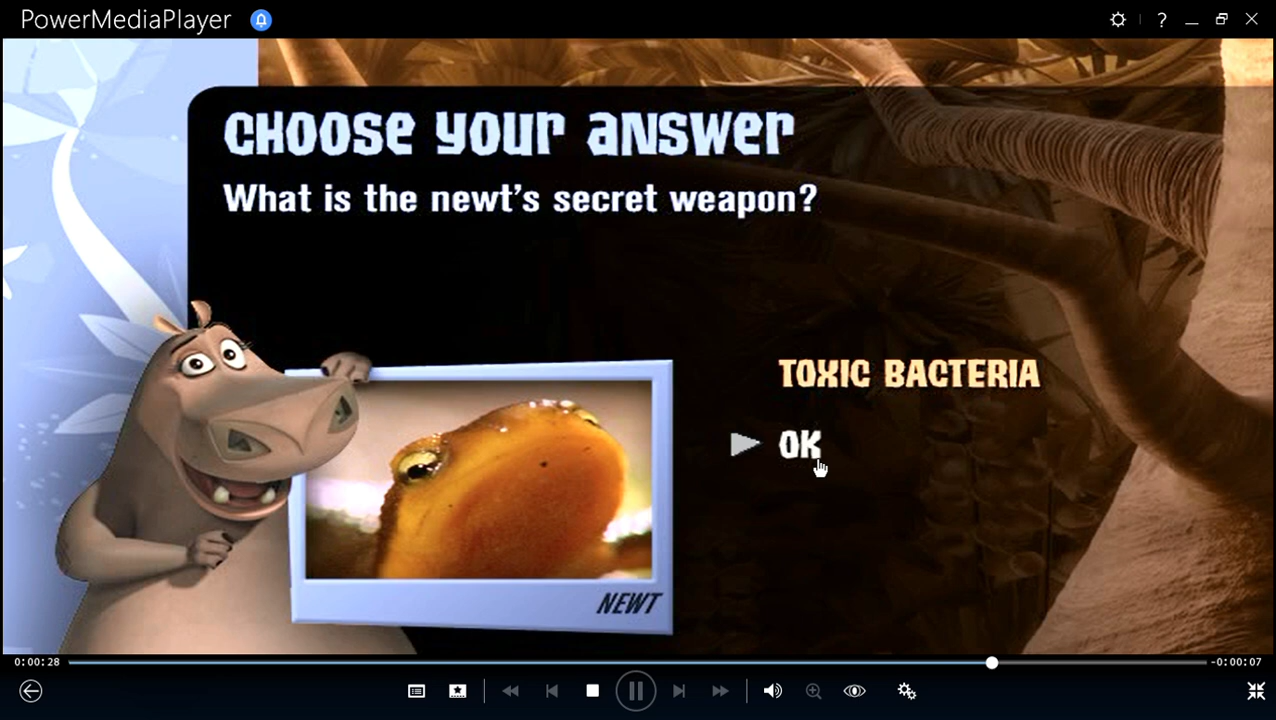 PowerMediaPlayer
?
CHOOSE YOUR ANSWER
What is the newt's secret weapon?
TOXIC BACTERIA
OK
NEWT
0:00:28
-0:00:07